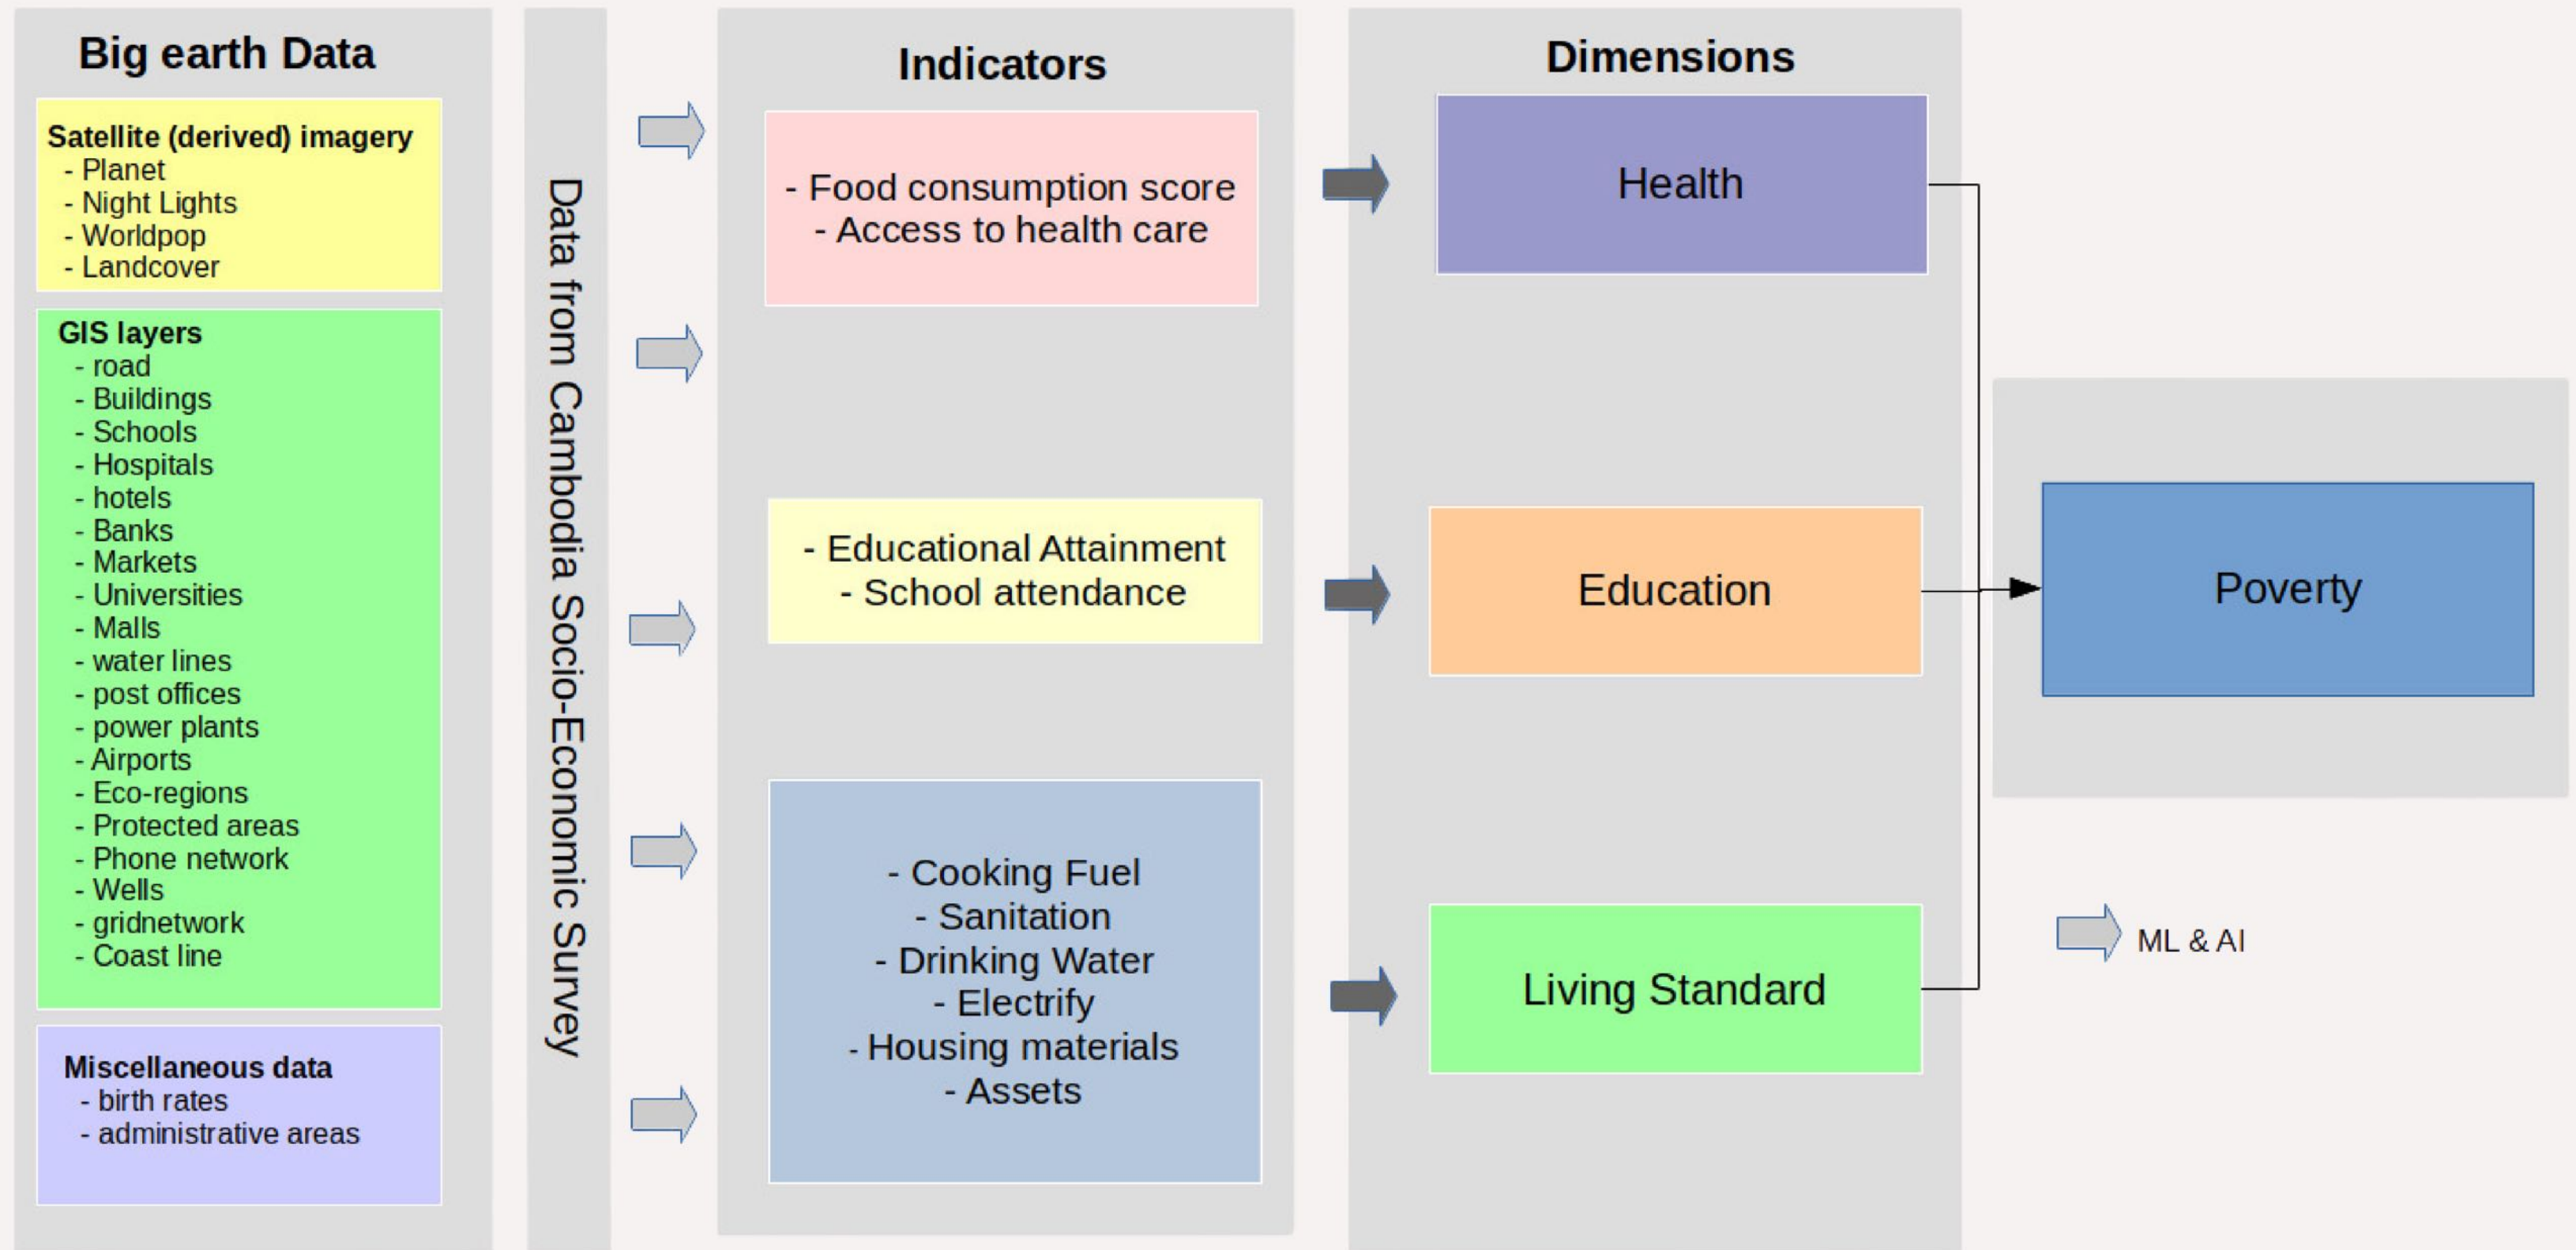 Big earth Data
Satellite (derived) imagery
- Planet
- Night Lights
- Worldpop
- Landcover
GIS layers
- road
- Buildings
- Schools
- Hospitals
- hotels
- Banks
- Markets
- Universities
- Malls
- water lines
- post offices
- power plants
- Airports
- Eco-regions
- Protected areas
- Phone network
- Wells
- gridnetwork
- Coast line
Miscellaneous data
- birth rates
- administrative areas
Data from Cambodia Socio-Economic Survey
Indicators
- Food consumption score
- Access to health care
- Educational Attainment
- School attendance
- Cooking Fuel
- Sanitation
- Drinking Water
- Electrify
- Housing materials
- Assets
Dimensions
Health
Education
Living Standard
Poverty
ML & AI